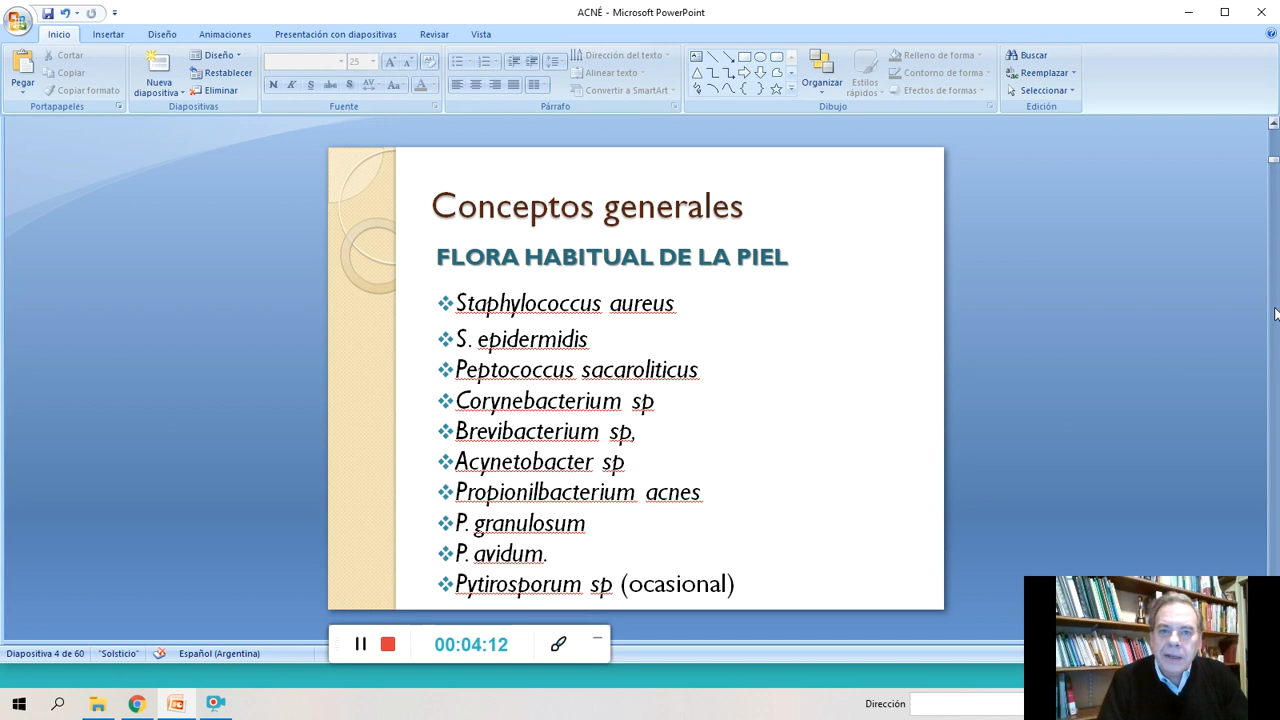 ACNÉ - Microsoft PowerPoint
Inicio Insertar Diseño Animaciones Presentación con diapositivas Revisar Vista
Pegar
Cortar
Copiar
Copiar formato
Portapapeles
Nueva
diapositiva
Diseño
Restablecer
Eliminar
Diapositivas
25
N K S abc S AV Aa A
Fuente
Dirección del texto
Alinear texto
Convertir a SmartArt
Párrafo
Organizar
Estilos
rápidos
Relleno de forma
Contorno de forma
Efectos de formas
Dibujo
Buscar
Reemplazar
Seleccionar
Edición
Conceptos generales
FLORA HABITUAL DE LA PIEL
Staphylococcus aureus
S. epidermidis
Peptococcus sacaroliticus
Corynebacterium sp
Brevibacterium sp,
Acynetobacter sp
Propionilbacterium acnes
P. granulosum
P. avidum.
Pytirosporum sp (ocasional)
00:04:12
Diapositiva 4 de 60 "Solsticio" Español (Argentina)
Dirección